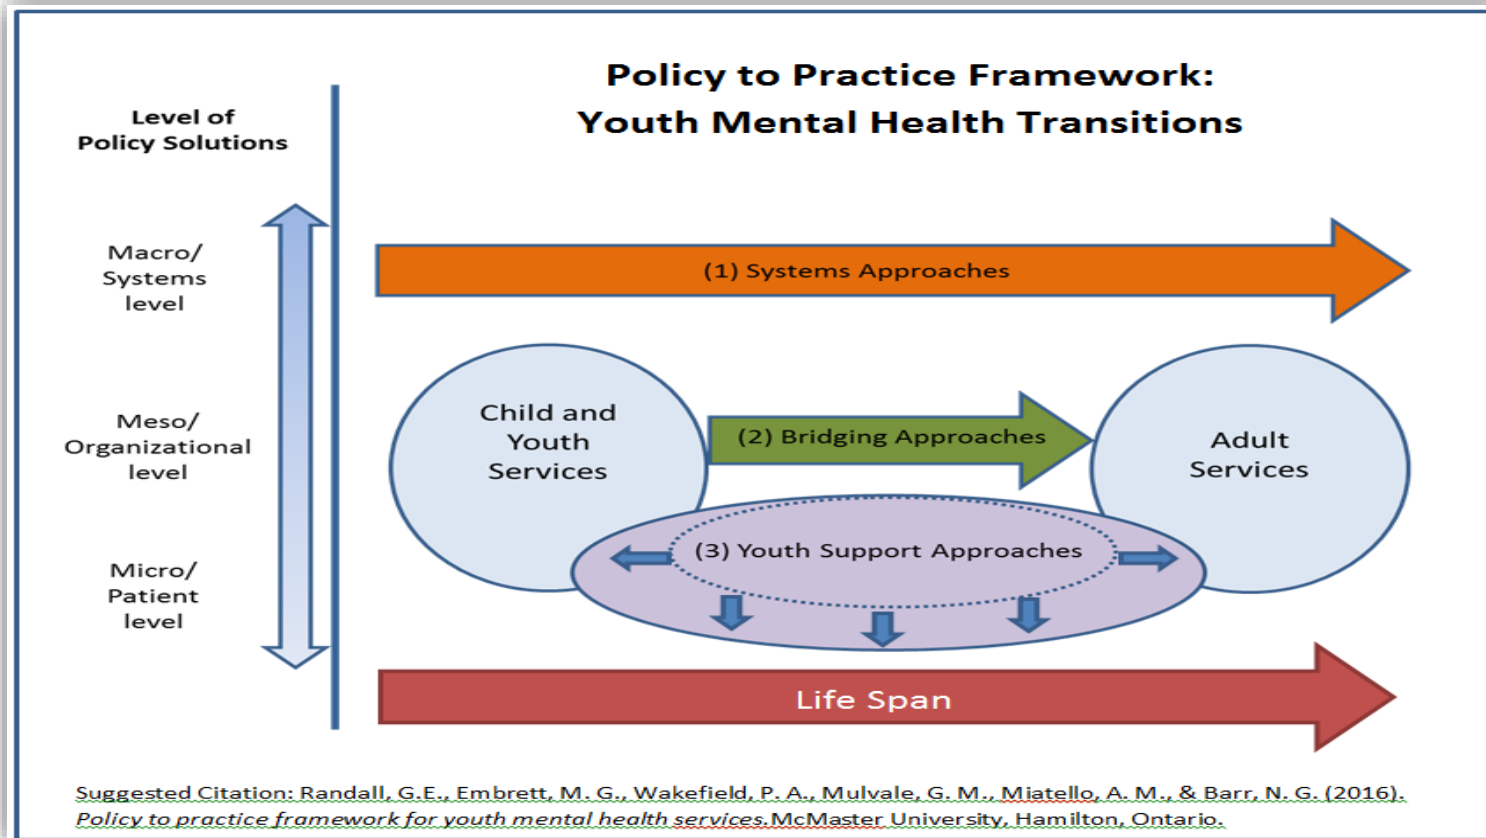 Policy to Practice Framework:
Youth Mental Health Transitions
Level of
Policy Solutions
Macro/
Systems
level
(1) Systems Approaches
Meso/
Organizational
level
Child and
Youth
Services
(2) Bridging Approaches
Adult
Services
Micro/
Patient
level
(3) Youth Support Approaches
Life Span
Suggested Citation: Randall, G.E., Embrett, M. G., Wakefield, P. A., Mulvale, G. M., Miatello, A. M., & Barr, N. G. (2016).
Policy to practice framework for youth mental health services.McMaster University, Hamilton, Ontario.